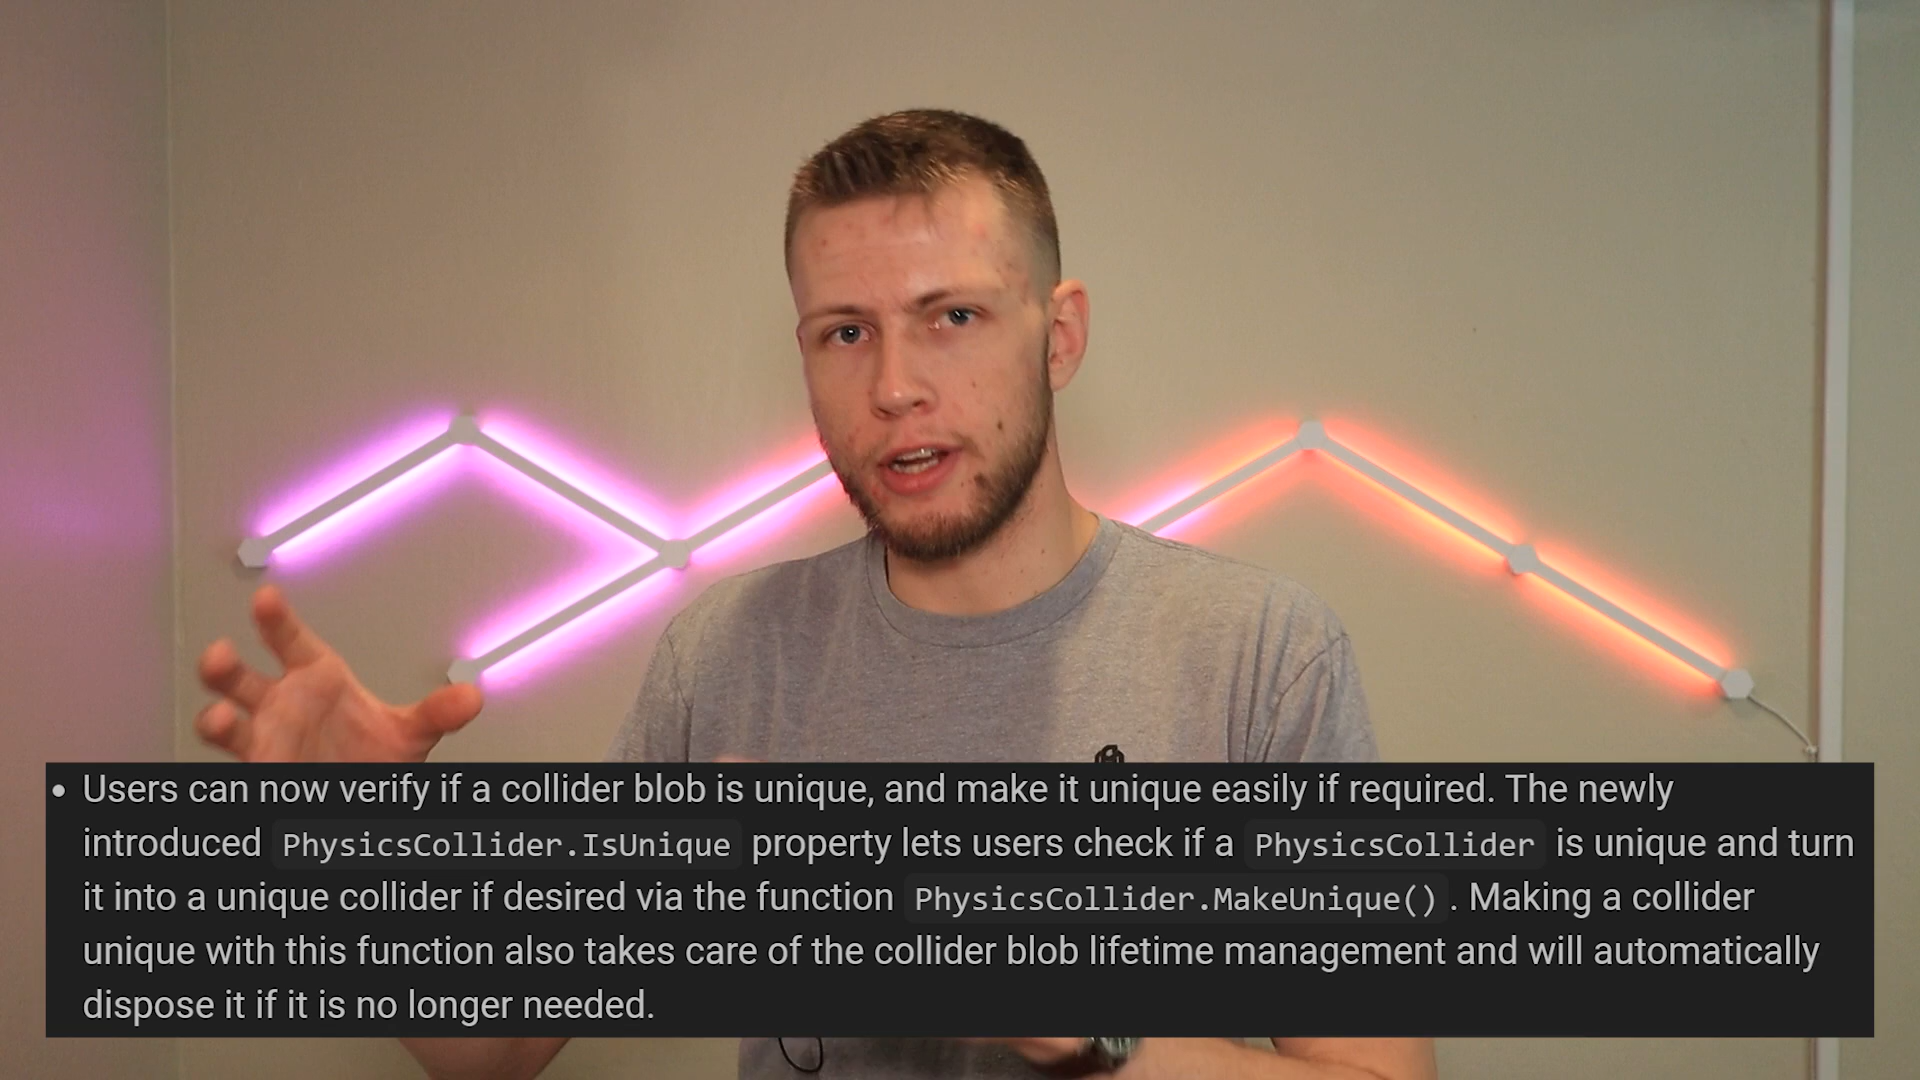 • Users can now verify if a collider blob is unique, and make it unique easily if required. The newly
introduced PhysicsCollider.IsUnique property lets users check if a PhysicsCollider is unique and turn
it into a unique collider if desired via the function PhysicsCollider.MakeUnique(). Making a collider
unique with this function also takes care of the collider blob lifetime management and will automatically
dispose it if it is no longer needed.